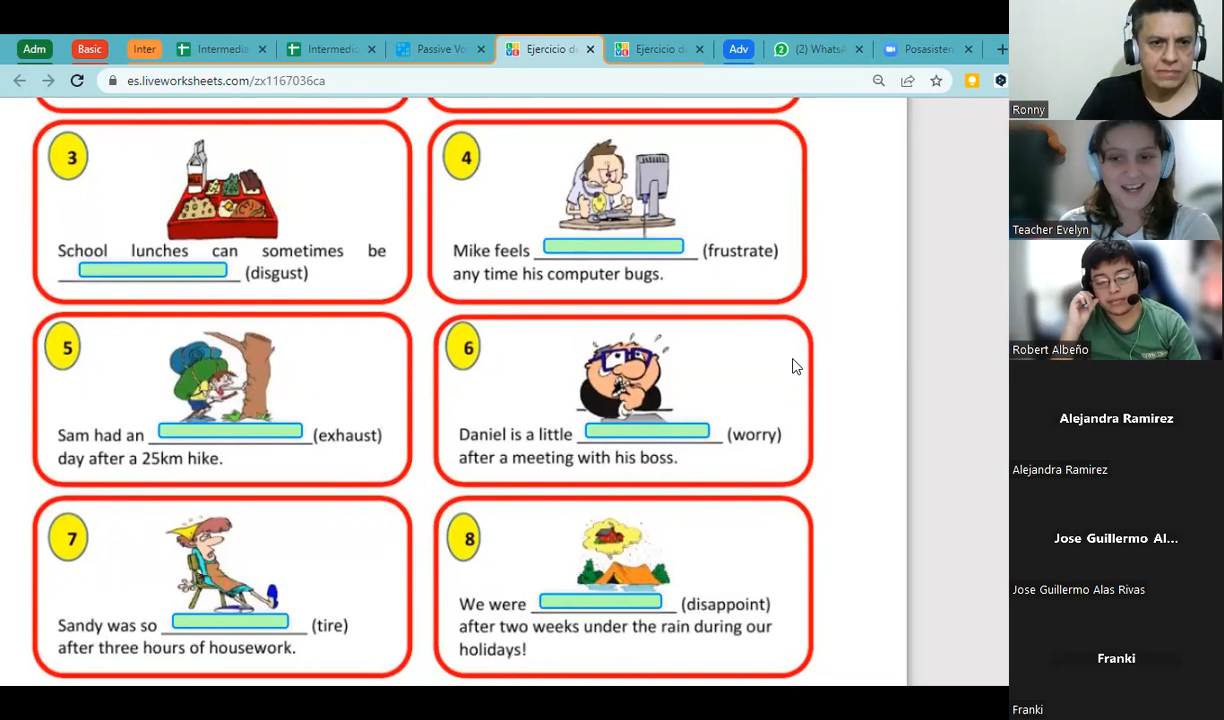 Adm
Basic
Inter
Intermedia
Intermedic
Passive Vo
Ejercicio de
Ejercicio de
Adv
(2) WhatsA
Posasisten
es.liveworksheets.com/zx1167036ca
3
School lunches can sometimes be
(disgust)
4
Mike feels (frustrate)
any time his computer bugs.
5
Sam had an (exhaust)
day after a 25km hike.
6
Daniel is a little (worry)
after a meeting with his boss.
7
Sandy was so (tire)
after three hours of housework.
8
We were (disappoint)
after two weeks under the rain during our
holidays!
Ronny
Teacher Evelyn
Robert Albeño
Alejandra Ramirez
Alejandra Ramirez
Jose Guillermo Al...
Jose Guillermo Alas Rivas
Franki
Franki